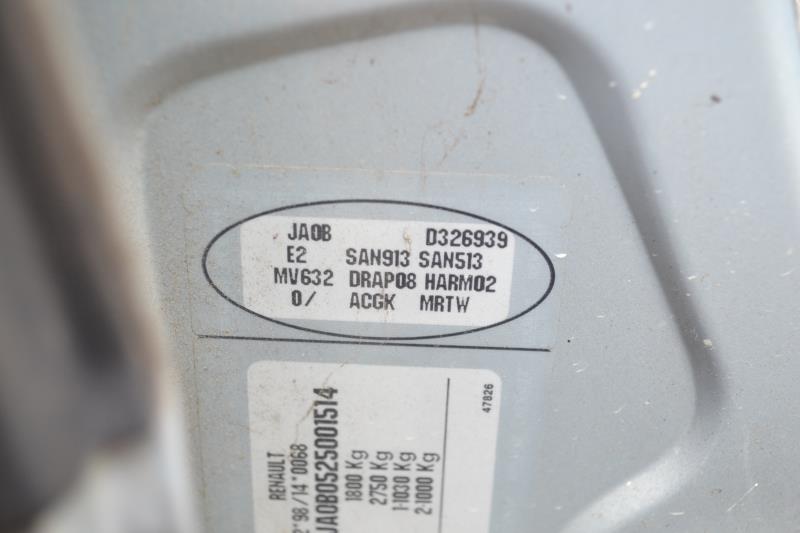 JA0B D326939
E2 SAN913 SAN513
MV632 DRAP08 HARM02
0/ ACGK MRTW
47826
RENAULT
2*98/14*0068
JA0B0525001514
1800 Kg
2750 Kg
1-1030 Kg
2-1000 Kg